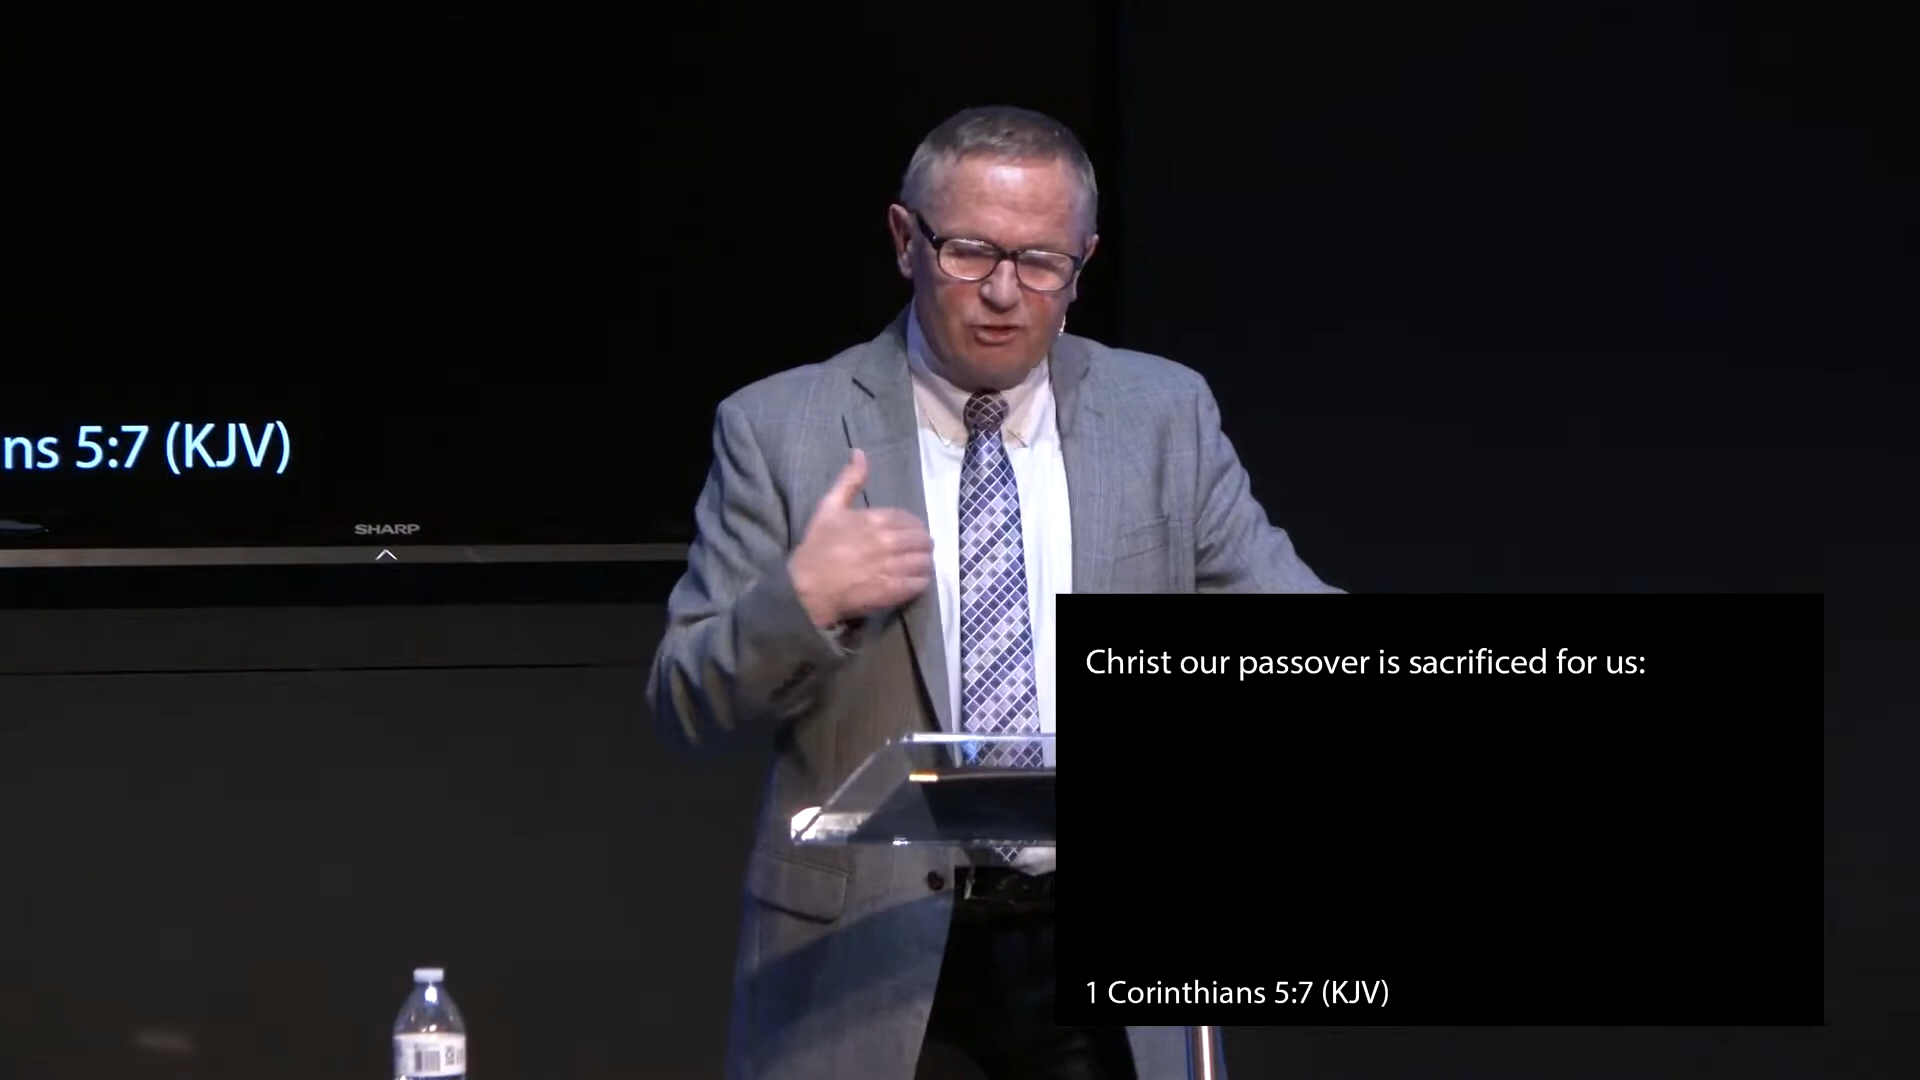 ns 5:7 (KJV)
SHARP
Christ our passover is sacrificed for us:
1 Corinthians 5:7 (KJV)